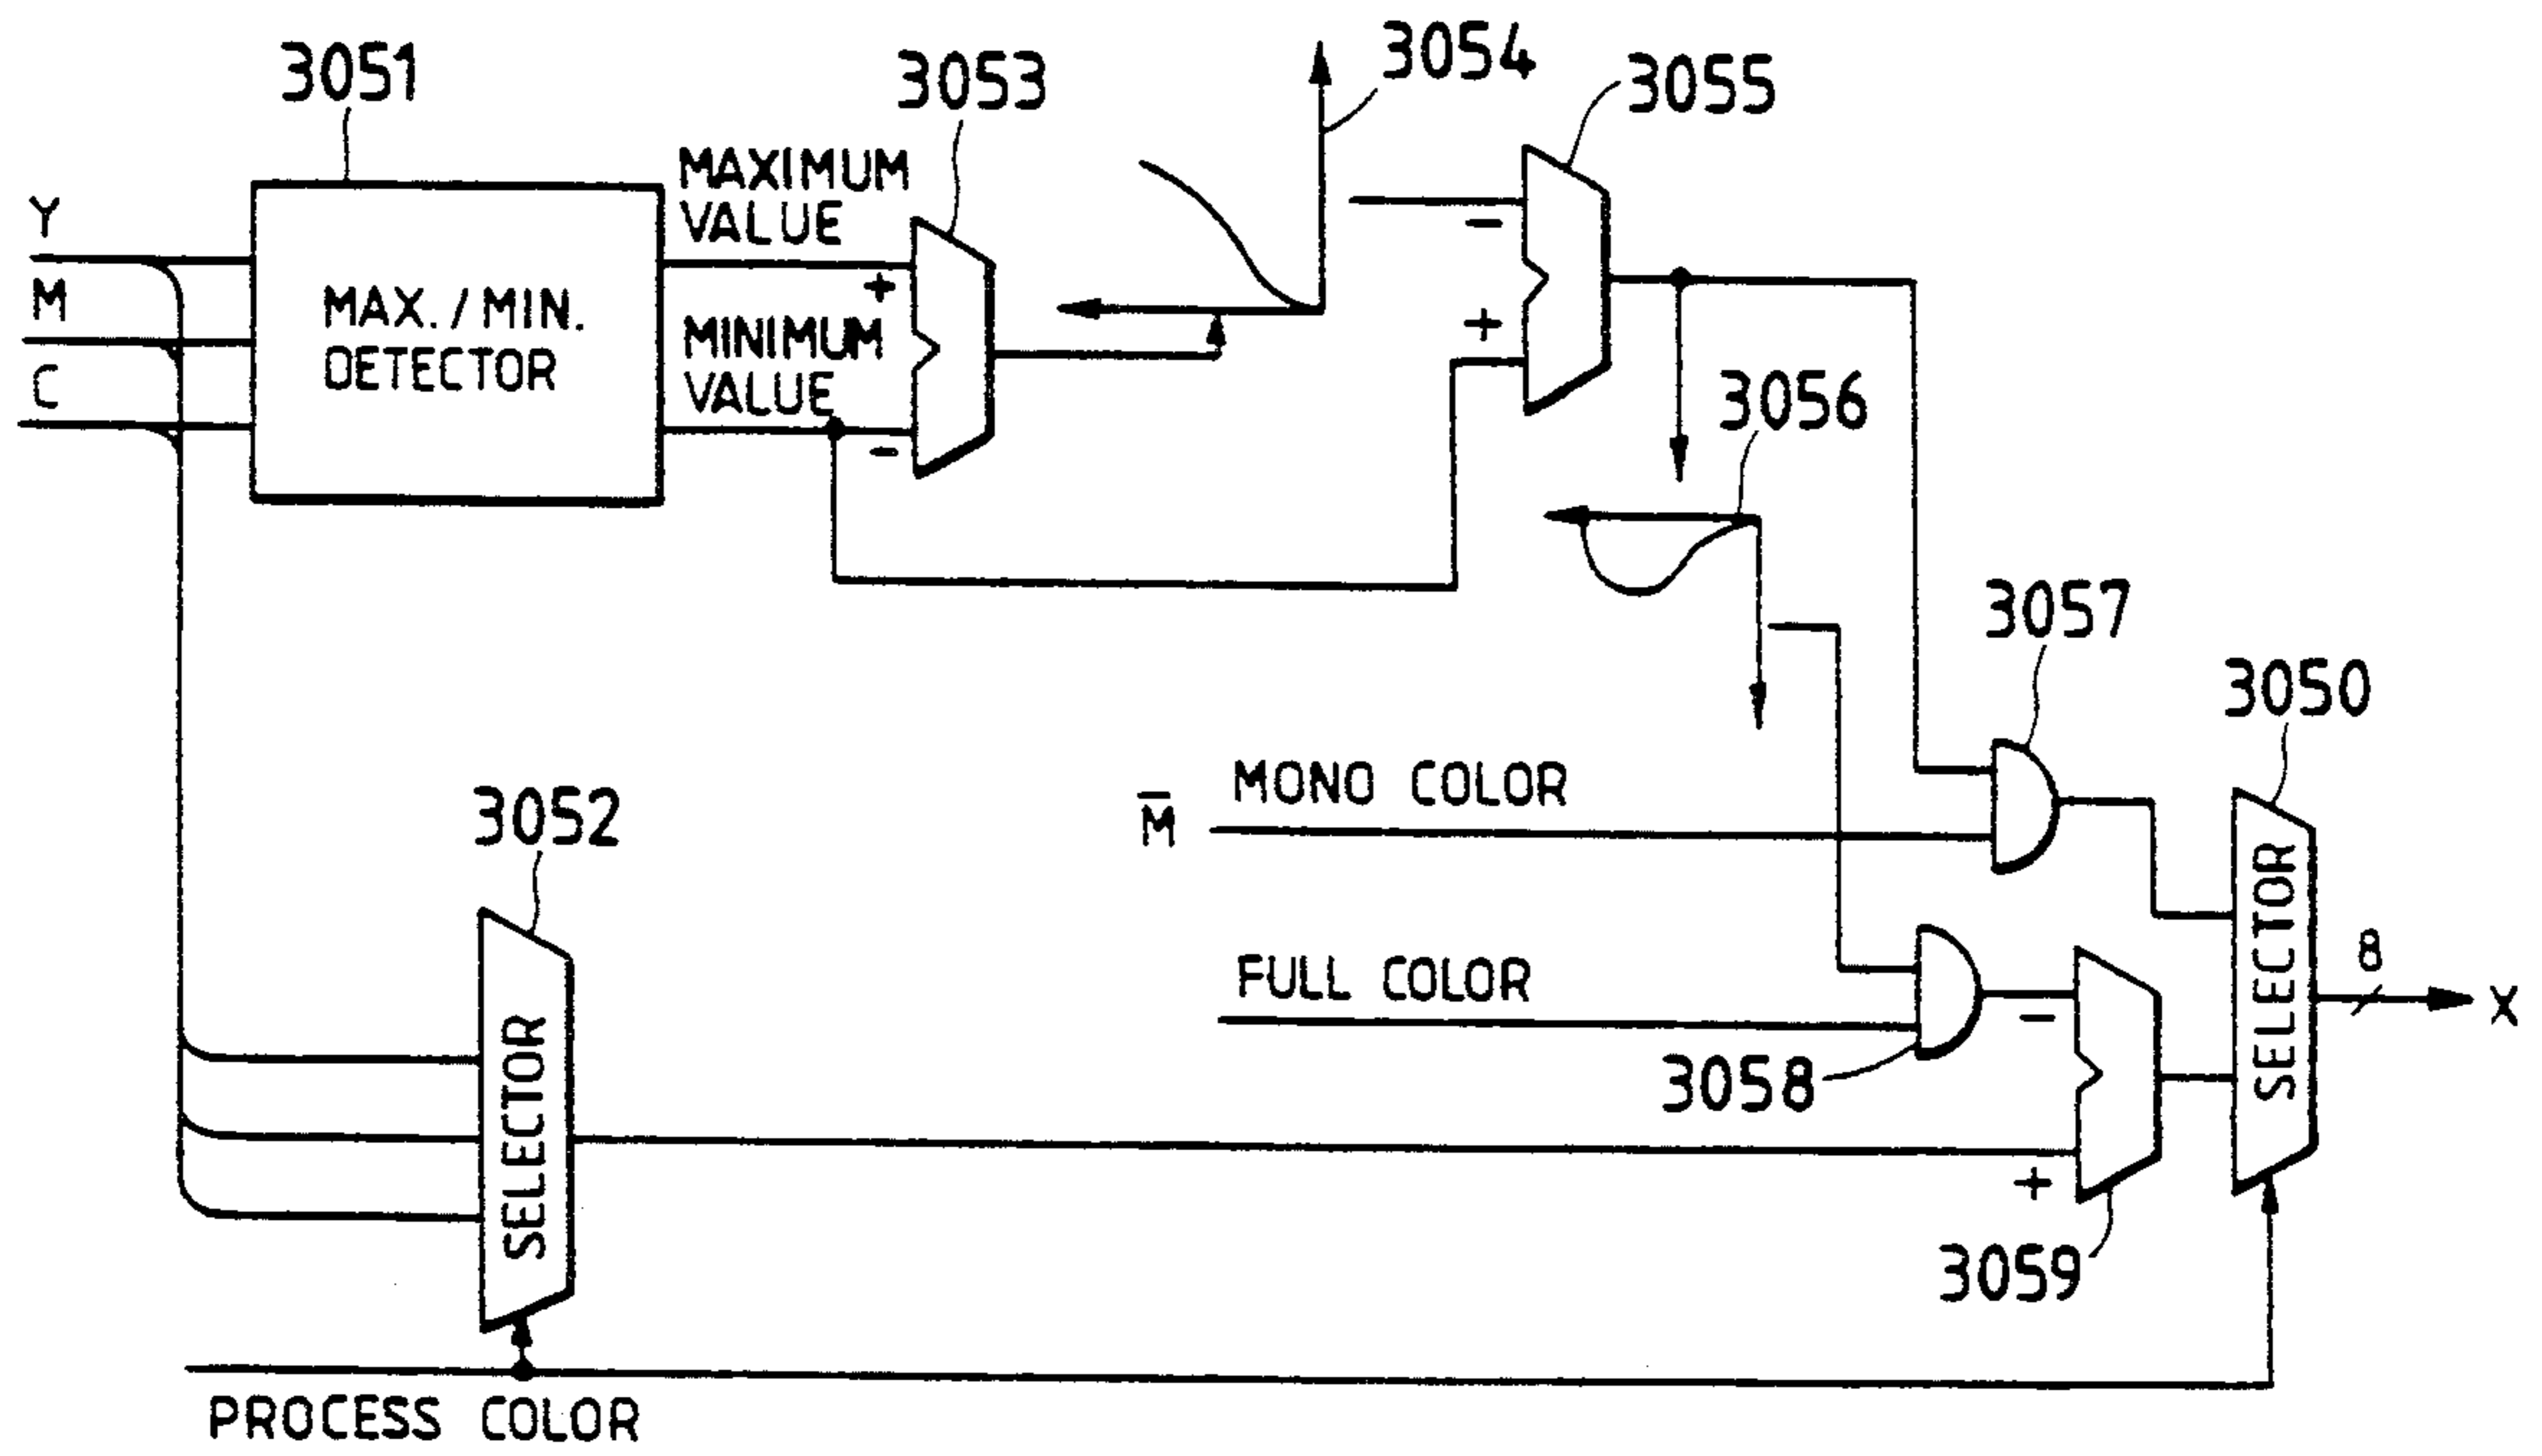 3051
3053
3054
3055
Y
M
C
MAX. / MIN.
DETECTOR
MAXIMUM
VALUE
+
MINIMUM
VALUE
-
-
+
3056
3057
3050
3052
M̅
MONO COLOR
FULL COLOR
3058
-
+
3059
SELECTOR
SELECTOR
8
X
PROCESS COLOR